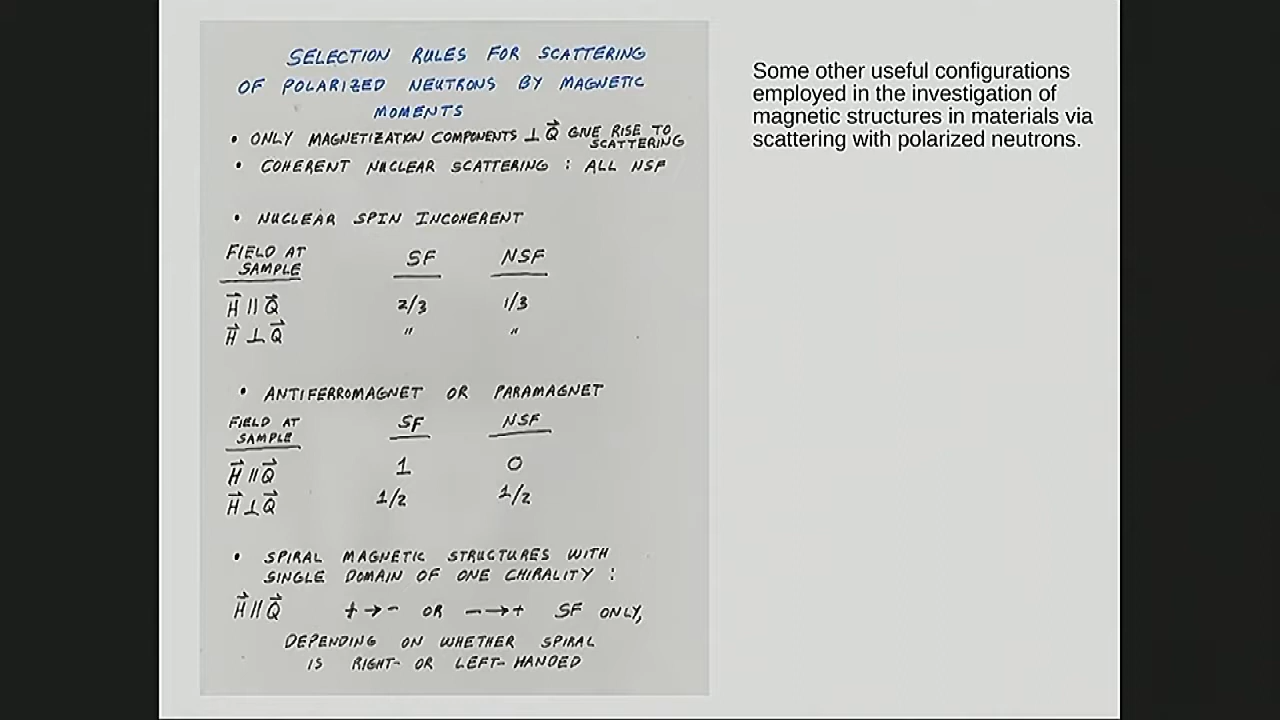 SELECTION RULES FOR SCATTERING
OF POLARIZED NEUTRONS BY MAGNETIC
MOMENTS
• ONLY MAGNETIZATION COMPONENTS ⊥ Q⃗ GIVE RISE TO
SCATTERING
• COHERENT NUCLEAR SCATTERING : ALL NSF
• NUCLEAR SPIN INCOHERENT
FIELD AT
SAMPLE SF NSF
H⃗ || Q⃗ 2/3 1/3
H⃗ ⊥ Q⃗ " "
• ANTIFERROMAGNET OR PARAMAGNET
FIELD AT
SAMPLE SF NSF
H⃗ || Q⃗ 1 0
H⃗ ⊥ Q⃗ 1/2 1/2
• SPIRAL MAGNETIC STRUCTURES WITH
SINGLE DOMAIN OF ONE CHIRALITY :
H⃗ // Q⃗ + → - OR - → + SF ONLY,
DEPENDING ON WHETHER SPIRAL
IS RIGHT- OR LEFT-HANDED
Some other useful configurations
employed in the investigation of
magnetic structures in materials via
scattering with polarized neutrons.